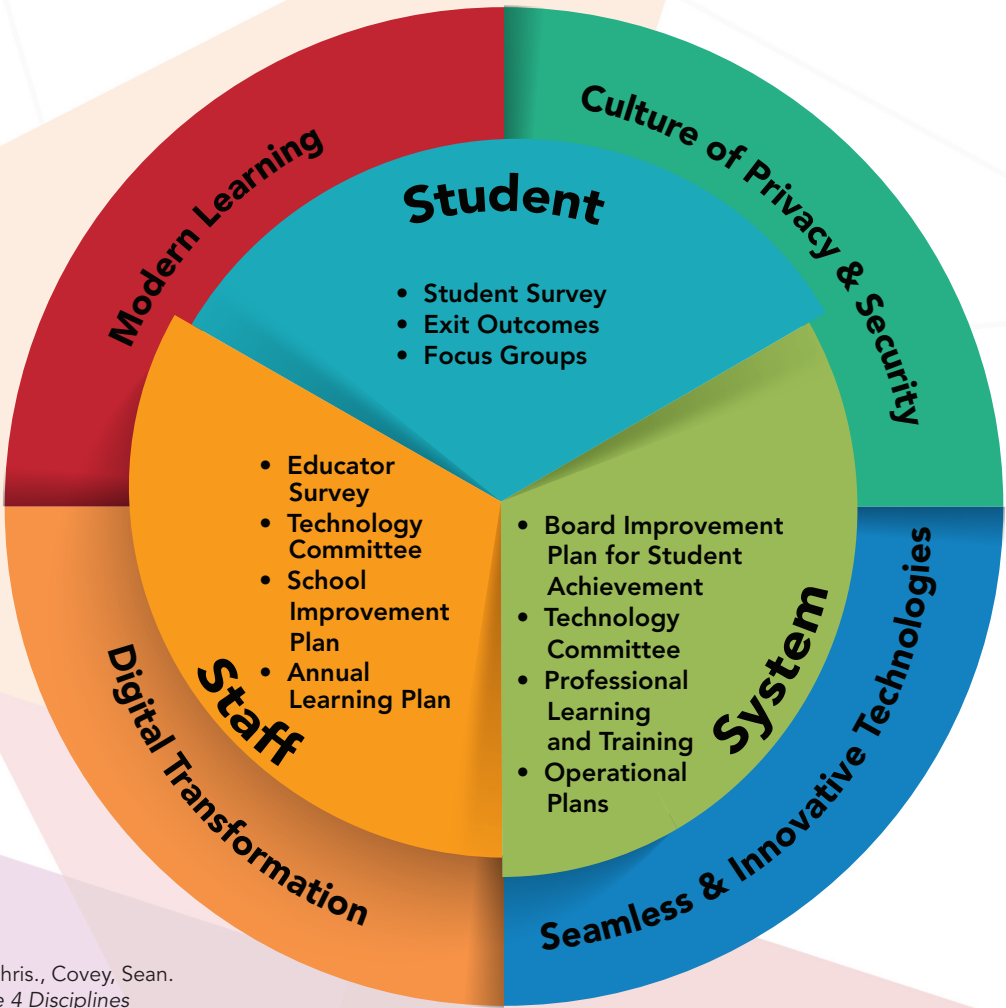 Modern Learning
Culture of Privacy & Security
Student
• Student Survey
• Exit Outcomes
• Focus Groups
• Educator
Survey
• Technology
Committee
• School
Improvement
Plan
• Annual
Learning Plan
Staff
• Board Improvement
Plan for Student
Achievement
• Technology
Committee
• Professional
Learning
and Training
• Operational
Plans
System
Digital Transformation
Seamless & Innovative Technologies
hris., Covey, Sean.
4 Disciplines